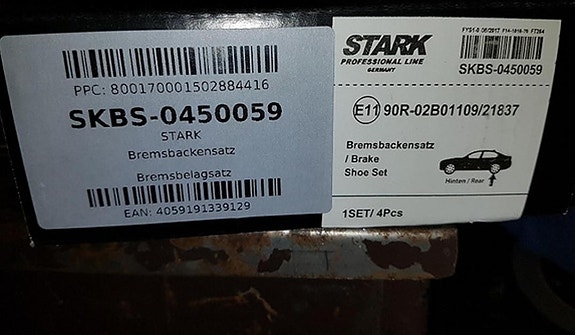 PPC: 800170001502884416
SKBS-0450059
STARK
Bremsbackensatz
Bremsbelagsatz
EAN: 4059191339129
STARK
PROFESSIONAL LINE
GERMANY
SKBS-0450059
E11 90R-02B01109/21837
Bremsbackensatz
/ Brake
Shoe Set
Hinten / Rear
1SET/ 4Pcs